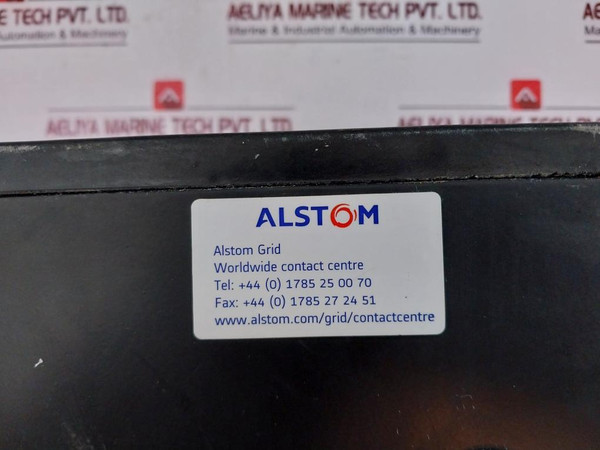 AELIYA MARINE TECH PVT. LTD.
AELIYA MARINE TECH PVT. LTD.
Marine & Industrial Automation & Machinery
AELIYA MARINE TECH PVT. LTD.
AELIYA MARINE TECH PVT. LTD.
ALSTOM
Alstom Grid
Worldwide contact centre
Tel: +44 (0) 1785 25 00 70
Fax: +44 (0) 1785 27 24 51
www.alstom.com/grid/contactcentre